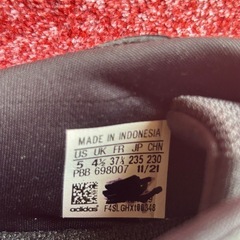 MADE IN INDONESIA
US UK FR JP CHN
5 4½ 37⅓ 235 230
PBB 698007 11/21
adidas